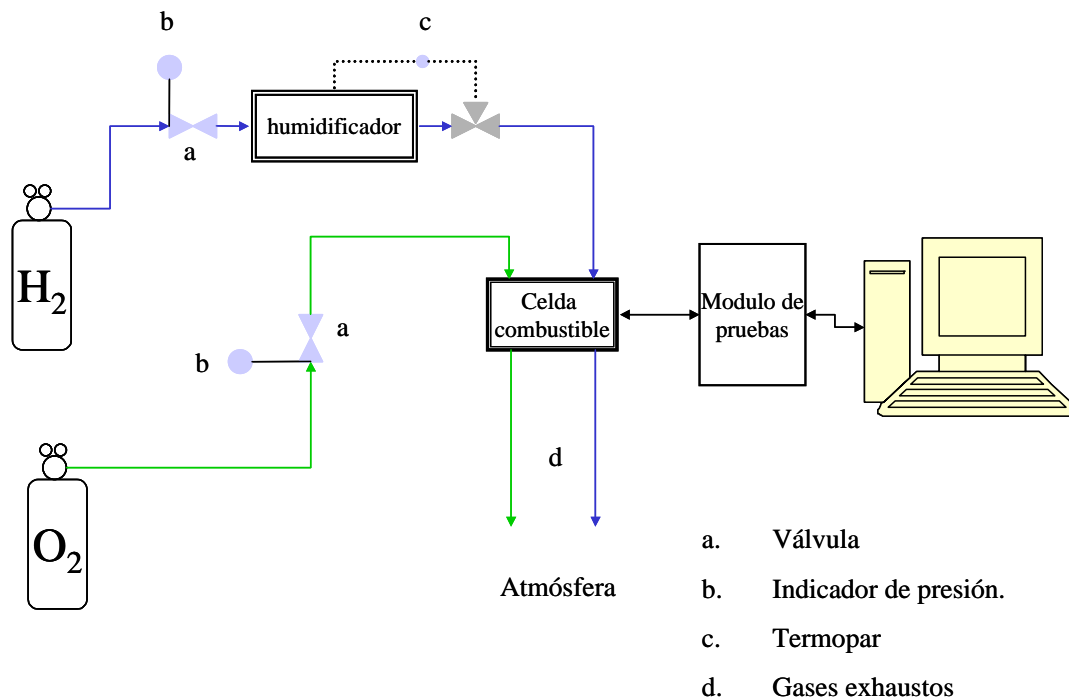 b
c
humidificador
a
H2
Celda
combustible
Modulo de
pruebas
a
b
d
O2
Atmósfera
a. Válvula
b. Indicador de presión.
c. Termopar
d. Gases exhaustos